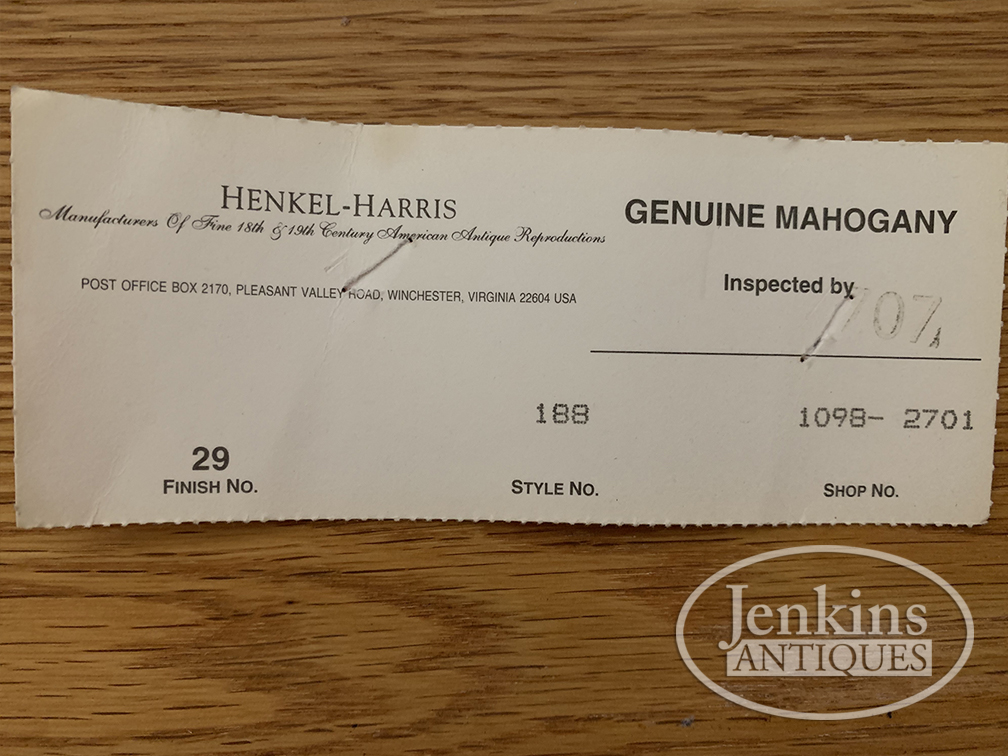 HENKEL-HARRIS
Manufacturers Of Fine 18th & 19th Century American Antique Reproductions
POST OFFICE BOX 2170, PLEASANT VALLEY ROAD, WINCHESTER, VIRGINIA 22604 USA
GENUINE MAHOGANY
Inspected by
707
29
FINISH NO.
188
STYLE NO.
1098- 2701
SHOP NO.
Jenkins
ANTIQUES